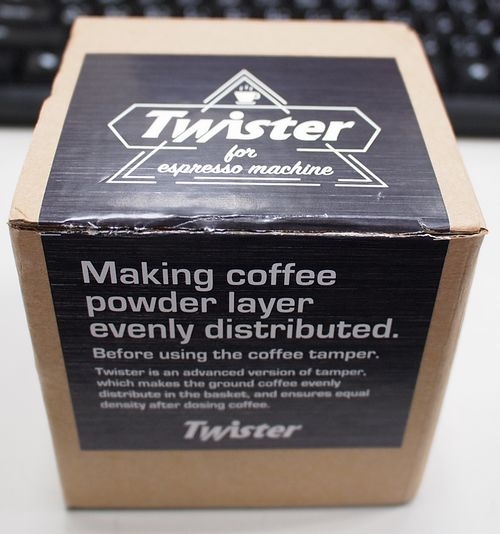 Twister
for
espresso machine
Making coffee
powder layer
evenly distributed.
Before using the coffee tamper.
Twister is an advanced version of tamper,
which makes the ground coffee evenly
distribute in the basket, and ensures equal
density after dosing coffee.
Twister